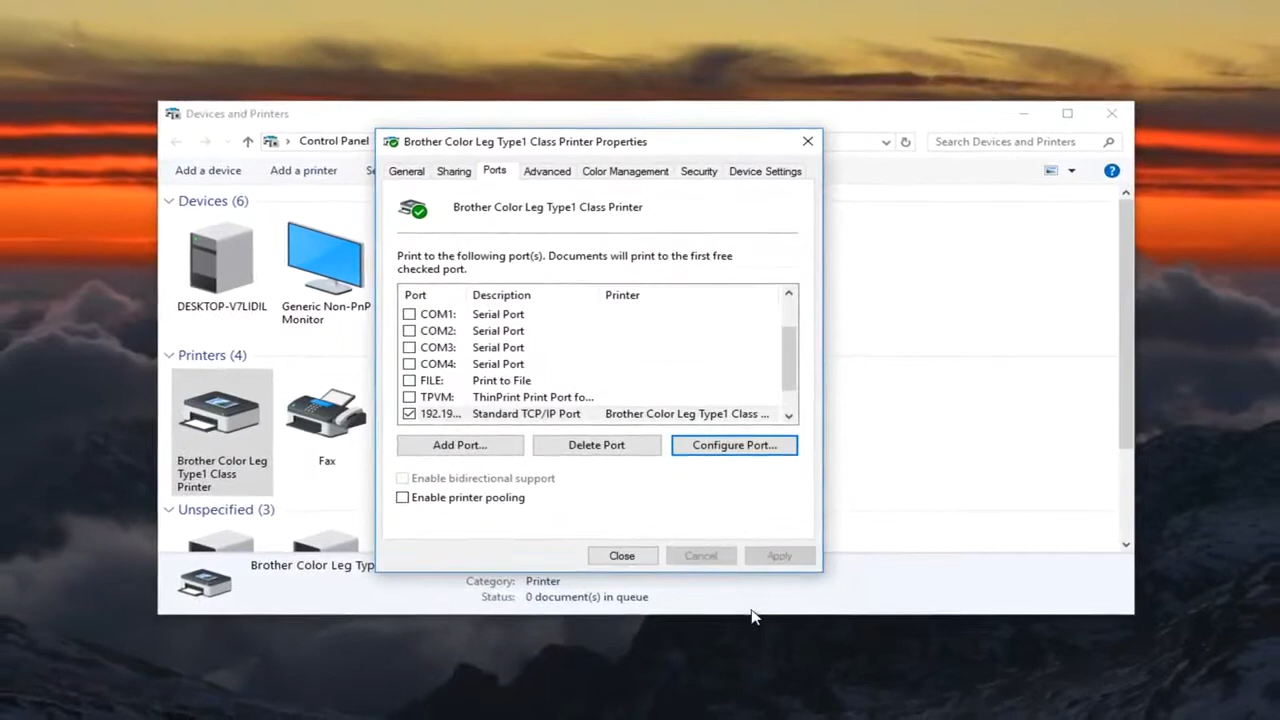 Devices and Printers
Control Panel
Search Devices and Printers
Add a device
Add a printer
Devices (6)
DESKTOP-V7LIDIL
Generic Non-PnP
Monitor
Printers (4)
Brother Color Leg
Type1 Class
Printer
Fax
Unspecified (3)
Brother Color Leg Typ
Category: Printer
Status: 0 document(s) in queue
Brother Color Leg Type1 Class Printer Properties
General Sharing Ports Advanced Color Management Security Device Settings
Brother Color Leg Type1 Class Printer
Print to the following port(s). Documents will print to the first free
checked port.
Port Description Printer
COM1: Serial Port
COM2: Serial Port
COM3: Serial Port
COM4: Serial Port
FILE: Print to File
TPVM: ThinPrint Print Port fo...
192.19... Standard TCP/IP Port Brother Color Leg Type1 Class ...
Add Port... Delete Port Configure Port...
Enable bidirectional support
Enable printer pooling
Close Cancel Apply